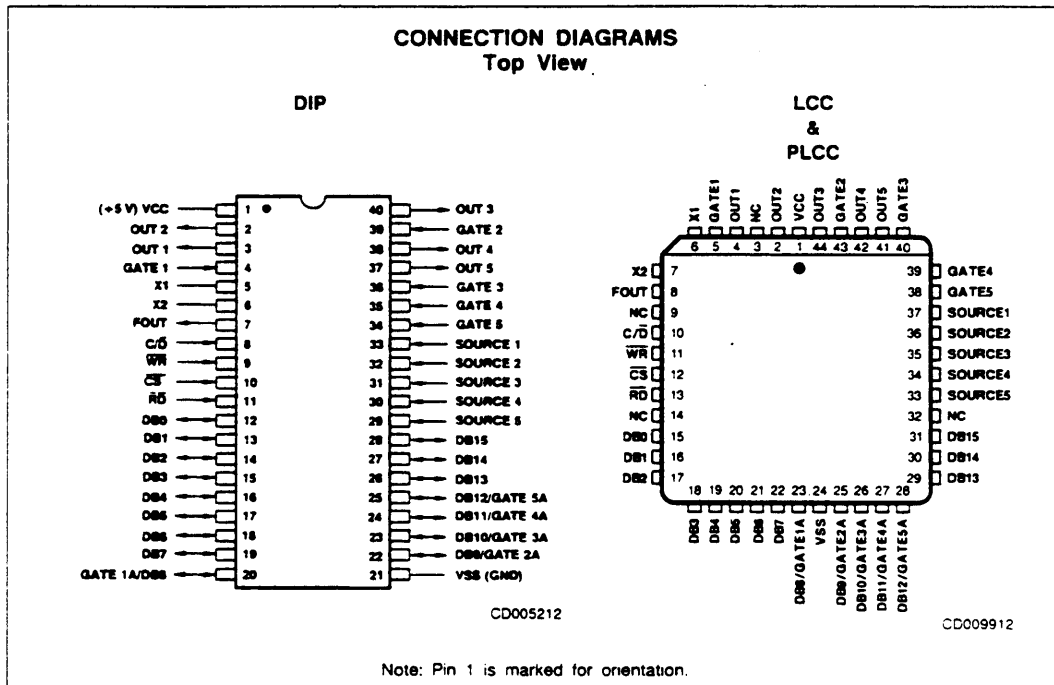 CONNECTION DIAGRAMS
Top View
DIP
(+5 V) VCC 1
OUT 2 2
OUT 1 3
GATE 1 4
X1 5
X2 6
FOUT 7
C/D̅ 8
W̅R̅ 9
C̅S̅ 10
R̅D̅ 11
DB0 12
DB1 13
DB2 14
DB3 15
DB4 16
DB5 17
DB6 18
DB7 19
GATE 1A/DB8 20
40 OUT 3
39 GATE 2
38 OUT 4
37 OUT 5
36 GATE 3
35 GATE 4
34 GATE 5
33 SOURCE 1
32 SOURCE 2
31 SOURCE 3
30 SOURCE 4
29 SOURCE 5
28 DB15
27 DB14
26 DB13
25 DB12/GATE 5A
24 DB11/GATE 4A
23 DB10/GATE 3A
22 DB9/GATE 2A
21 VSS (GND)
CD005212
LCC
&
PLCC
X1 GATE1 OUT1 NC OUT2 VCC OUT3 GATE2 OUT4 OUT5 GATE3
6 5 4 3 2 1 44 43 42 41 40
X2 7
FOUT 8
NC 9
C/D̅ 10
W̅R̅ 11
C̅S̅ 12
R̅D̅ 13
NC 14
DB0 15
DB1 16
DB2 17
39 GATE4
38 GATE5
37 SOURCE1
36 SOURCE2
35 SOURCE3
34 SOURCE4
33 SOURCE5
32 NC
31 DB15
30 DB14
29 DB13
18 19 20 21 22 23 24 25 26 27 28
DB3 DB4 DB5 DB6 DB7 DB8/GATE1A VSS DB9/GATE2A DB10/GATE3A DB11/GATE4A DB12/GATE5A
CD009912
Note: Pin 1 is marked for orientation.